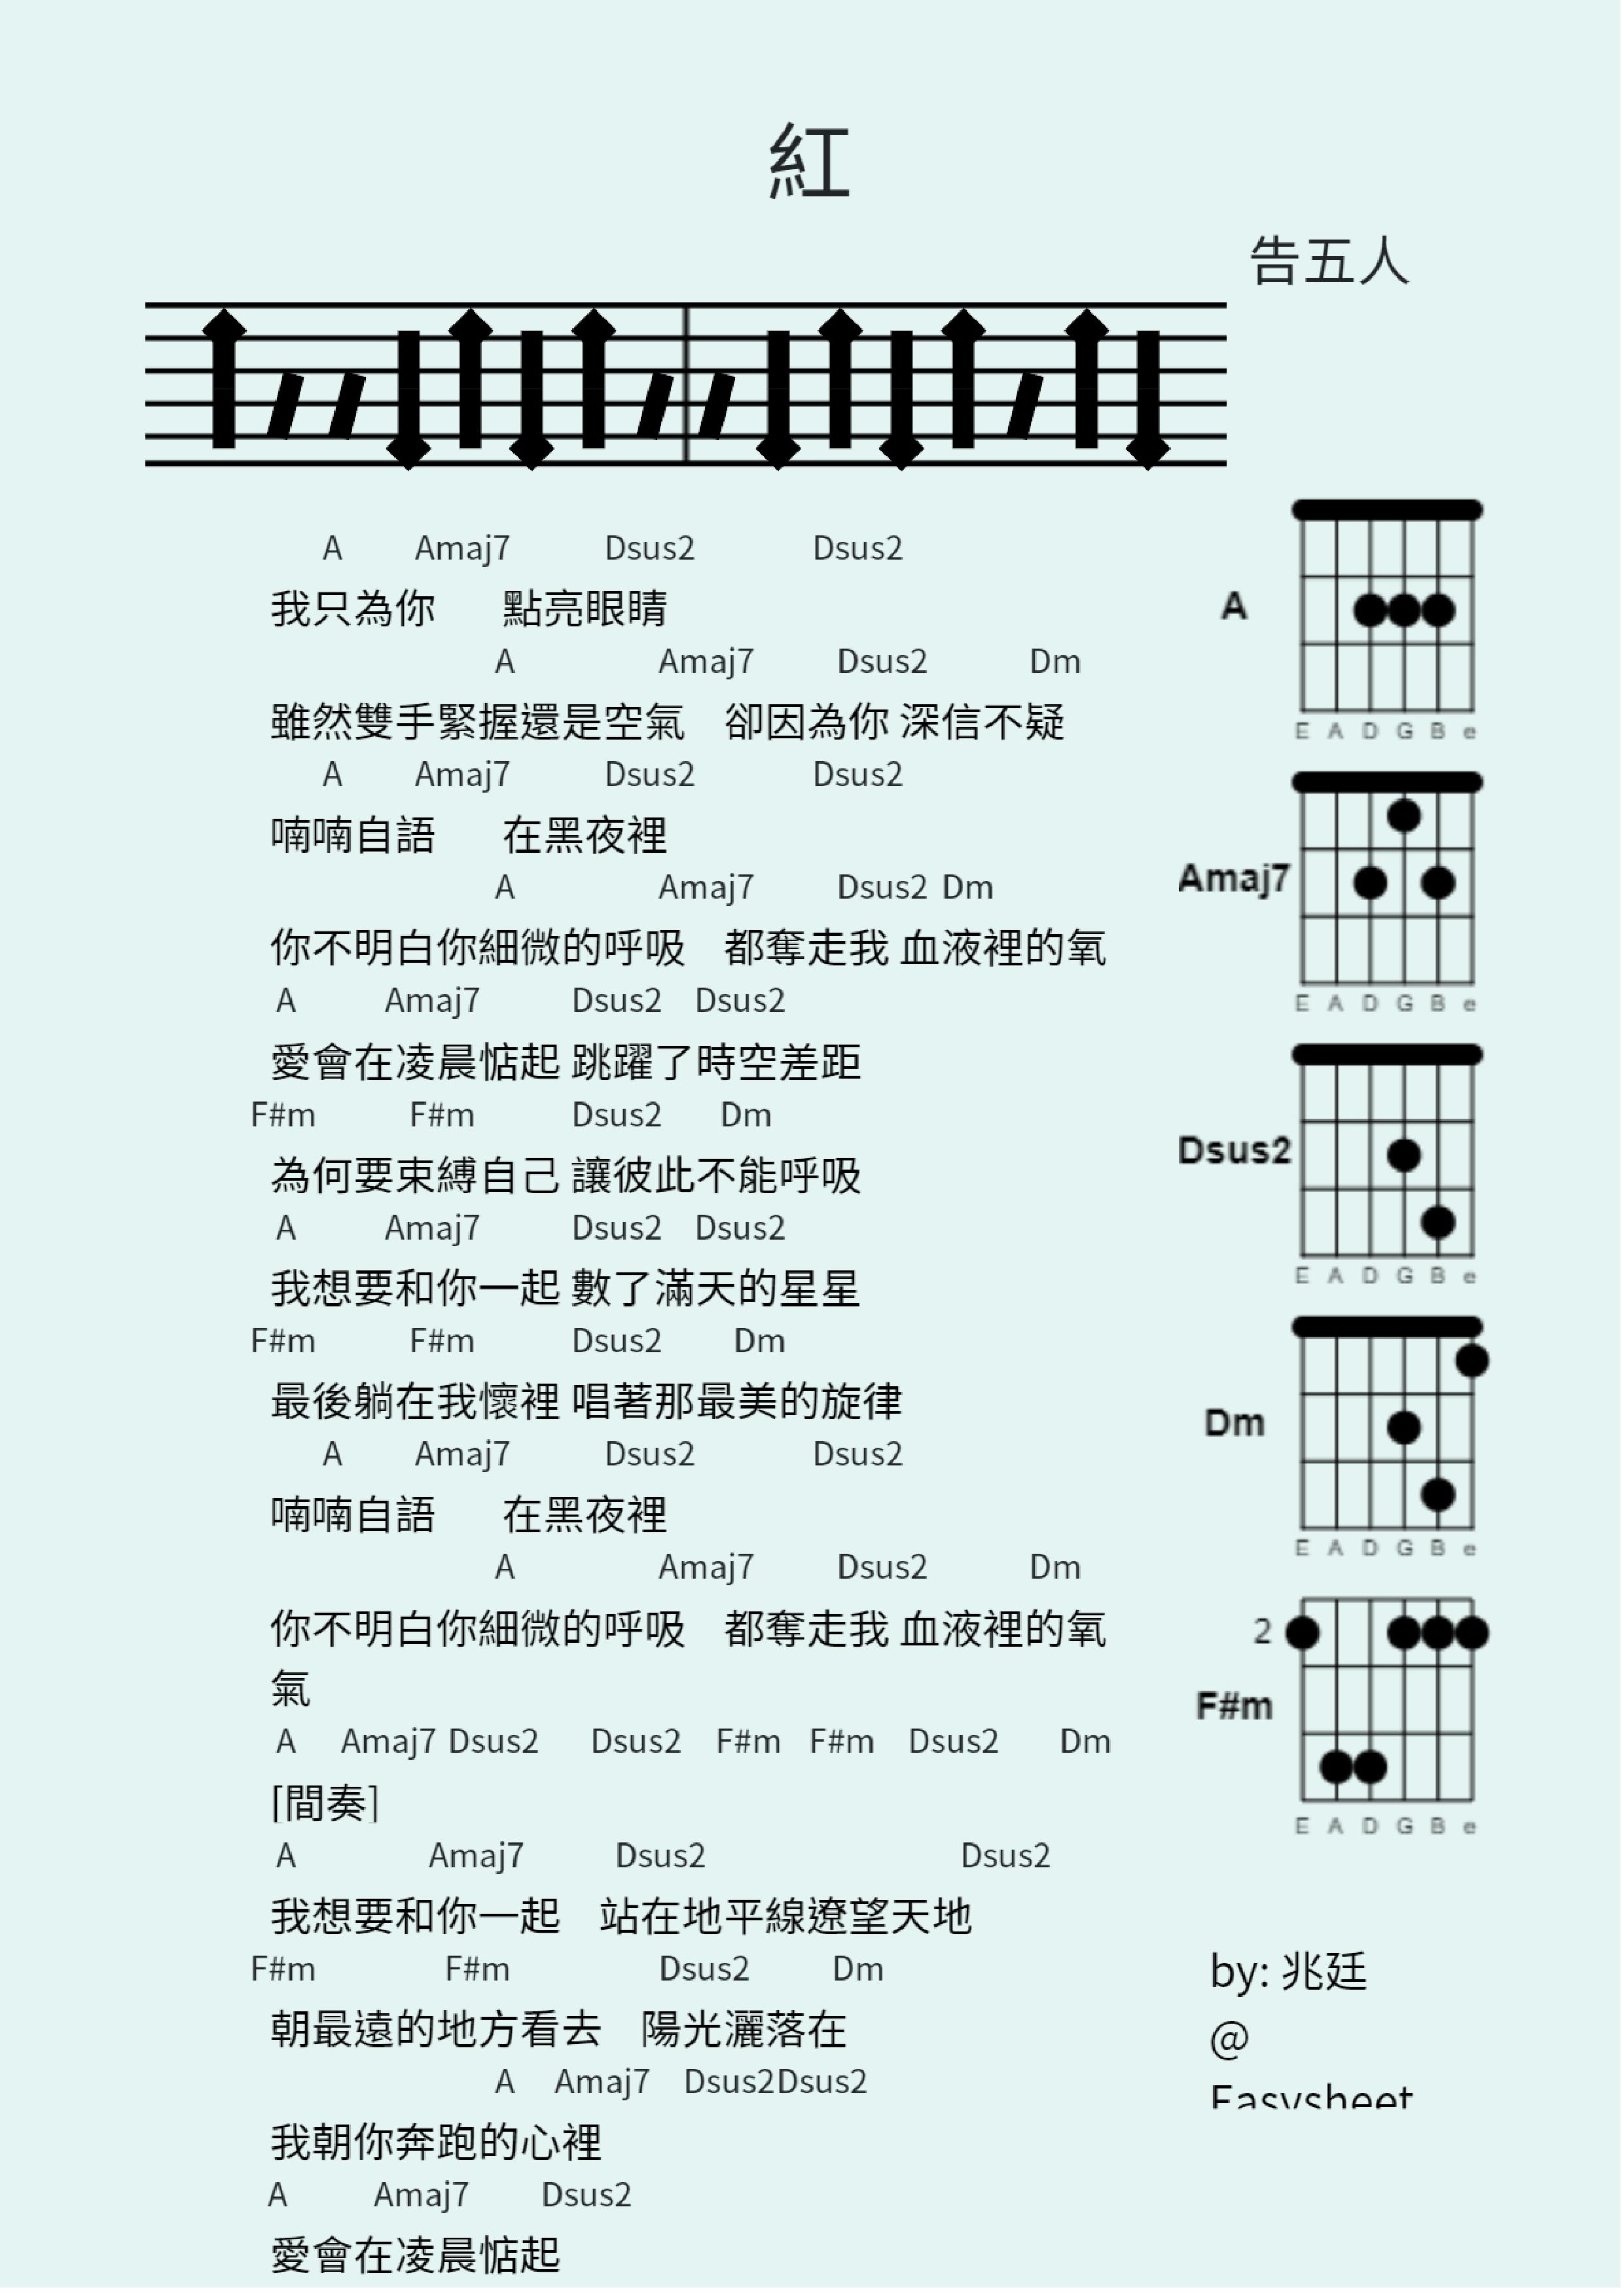 紅
告五人
A Amaj7 Dsus2 Dsus2
我只為你 點亮眼睛
A Amaj7 Dsus2 Dm
雖然雙手緊握還是空氣 卻因為你 深信不疑
A Amaj7 Dsus2 Dsus2
喃喃自語 在黑夜裡
A Amaj7 Dsus2 Dm
你不明白你細微的呼吸 都奪走我 血液裡的氧
A Amaj7 Dsus2 Dsus2
愛會在凌晨惦起 跳躍了時空差距
F#m F#m Dsus2 Dm
為何要束縛自己 讓彼此不能呼吸
A Amaj7 Dsus2 Dsus2
我想要和你一起 數了滿天的星星
F#m F#m Dsus2 Dm
最後躺在我懷裡 唱著那最美的旋律
A Amaj7 Dsus2 Dsus2
喃喃自語 在黑夜裡
A Amaj7 Dsus2 Dm
你不明白你細微的呼吸 都奪走我 血液裡的氧
氣
A Amaj7 Dsus2 Dsus2 F#m F#m Dsus2 Dm
[間奏]
A Amaj7 Dsus2 Dsus2
我想要和你一起 站在地平線遼望天地
F#m F#m Dsus2 Dm
朝最遠的地方看去 陽光灑落在
A Amaj7 Dsus2Dsus2
我朝你奔跑的心裡
A Amaj7 Dsus2
愛會在凌晨惦起
A
E A D G B e
Amaj7
E A D G B e
Dsus2
E A D G B e
Dm
E A D G B e
2
F#m
E A D G B e
by: 兆廷
@
Easysheet